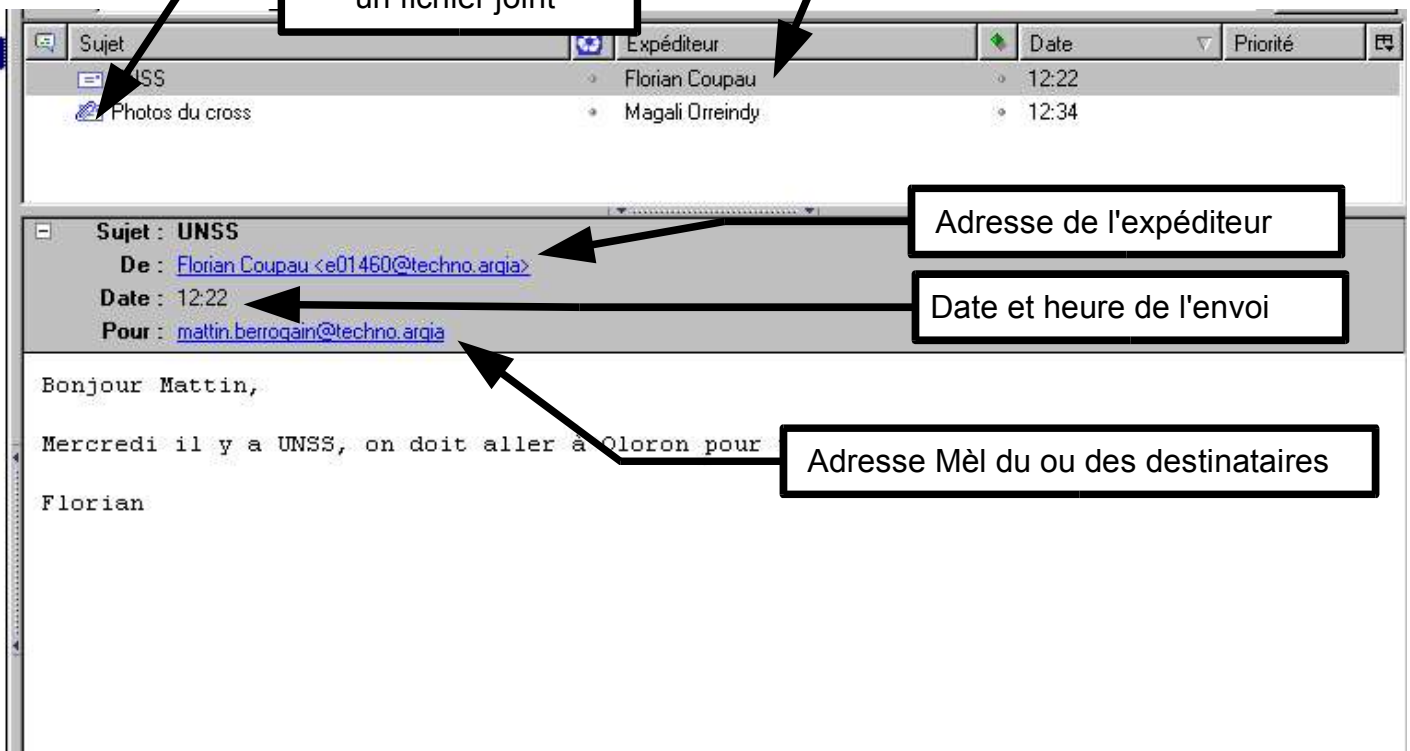 un fichier joint
Sujet Expéditeur Date Priorité
Florian Coupau 12:22
Photos du cross Magali Orreindy 12:34
Adresse de l'expéditeur
Sujet : UNSS
De : Florian Coupau <e01460@techno.argia>
Date : 12:22
Date et heure de l'envoi
Pour : mattin.berrogain@techno.argia
Bonjour Mattin,
Mercredi il y a UNSS, on doit aller à Oloron pour
Adresse Mèl du ou des destinataires
Florian